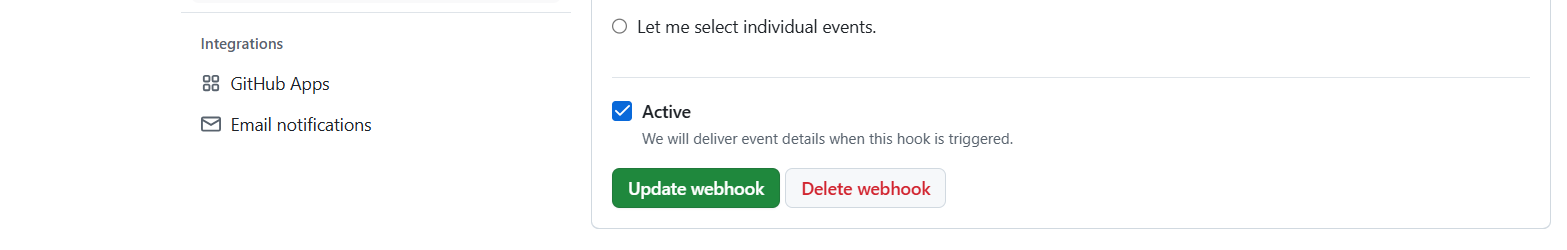 Integrations
GitHub Apps
Email notifications
Let me select individual events.
Active
We will deliver event details when this hook is triggered.
Update webhook
Delete webhook